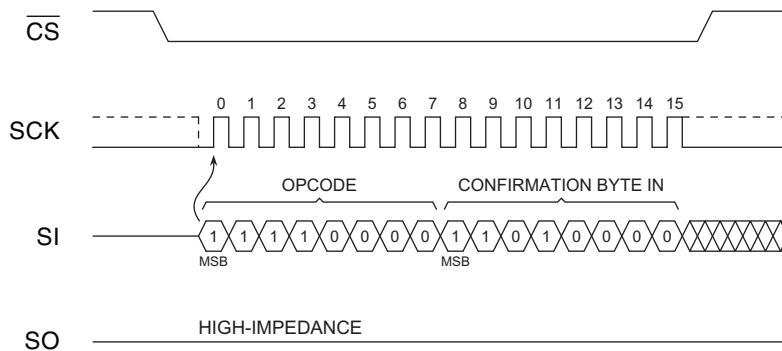 CS
0 1 2 3 4 5 6 7 8 9 10 11 12 13 14 15
SCK
OPCODE CONFIRMATION BYTE IN
SI 1 1 1 1 0 0 0 0 1 1 0 1 0 0 0 0
MSB MSB
HIGH-IMPEDANCE
SO